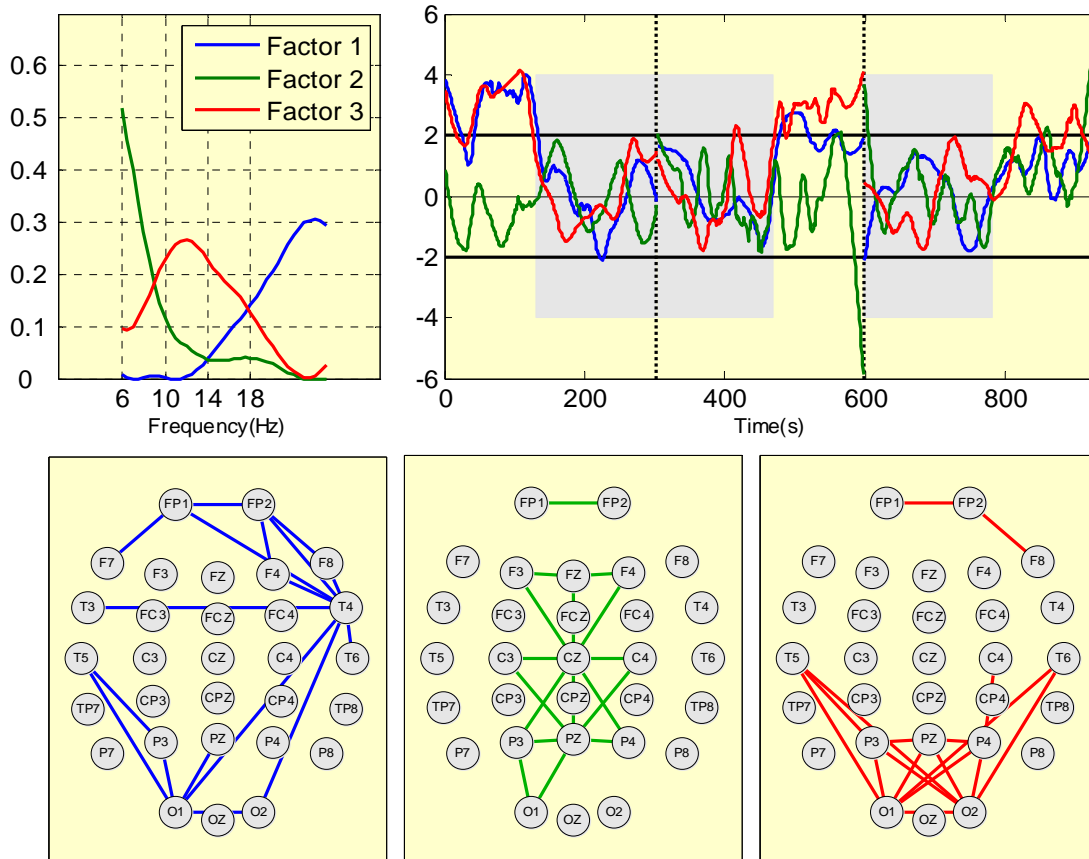 0.6
0.5
0.4
0.3
0.2
0.1
0
6 10 14 18
Frequency(Hz)
Factor 1
Factor 2
Factor 3
6
4
2
0
-2
-4
-6
0 200 400 600 800
Time(s)
FP1 FP2
F7 F3 FZ F4 F8
T3 FC3 FCZ FC4 T4
T5 C3 CZ C4 T6
TP7 CP3 CPZ CP4 TP8
P7 P3 PZ P4 P8
O1 OZ O2
FP1 FP2
F7 F3 FZ F4 F8
T3 FC3 FCZ FC4 T4
T5 C3 CZ C4 T6
TP7 CP3 CPZ CP4 TP8
P7 P3 PZ P4 P8
O1 OZ O2
FP1 FP2
F7 F3 FZ F4 F8
T3 FC3 FCZ FC4 T4
T5 C3 CZ C4 T6
TP7 CP3 CPZ CP4 TP8
P7 P3 PZ P4 P8
O1 OZ O2